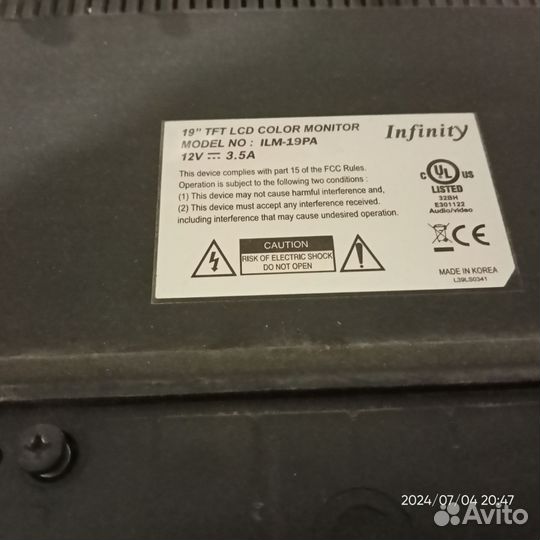 19" TFT LCD COLOR MONITOR
MODEL NO : ILM-19PA
12V ⎓ 3.5A
Infinity
This device complies with part 15 of the FCC Rules.
Operation is subject to the following two conditions :
(1) This device may not cause harmful interference and,
(2) This device must accept any interference received.
including interference that may cause undesired operation.
C UL US
LISTED
32BH
E301122
Audio/video
CE
CAUTION
RISK OF ELECTRIC SHOCK
DO NOT OPEN
MADE IN KOREA
L39LS0341
2024/07/04 20:47
Avito